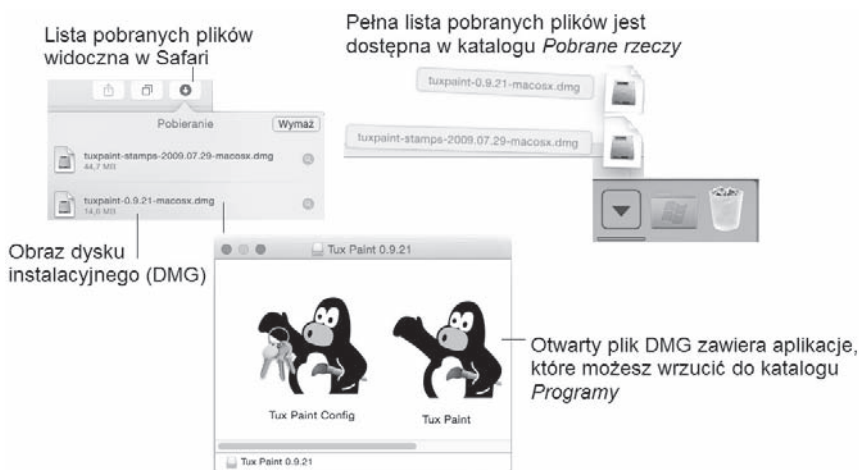 Lista pobranych plików
widoczna w Safari
Pełna lista pobranych plików jest
dostępna w katalogu Pobrane rzeczy
Pobieranie
Wymaż
tuxpaint-stamps-2009.07.29-macosx.dmg
44,7 MB
tuxpaint-0.9.21-macosx.dmg
14,6 MB
tuxpaint-0.9.21-macosx.dmg
tuxpaint-stamps-2009.07.29-macosx.dmg
Obraz dysku
instalacyjnego (DMG)
Tux Paint 0.9.21
Tux Paint Config
Tux Paint
Tux Paint 0.9.21
Otwarty plik DMG zawiera aplikacje,
które możesz wrzucić do katalogu
Programy